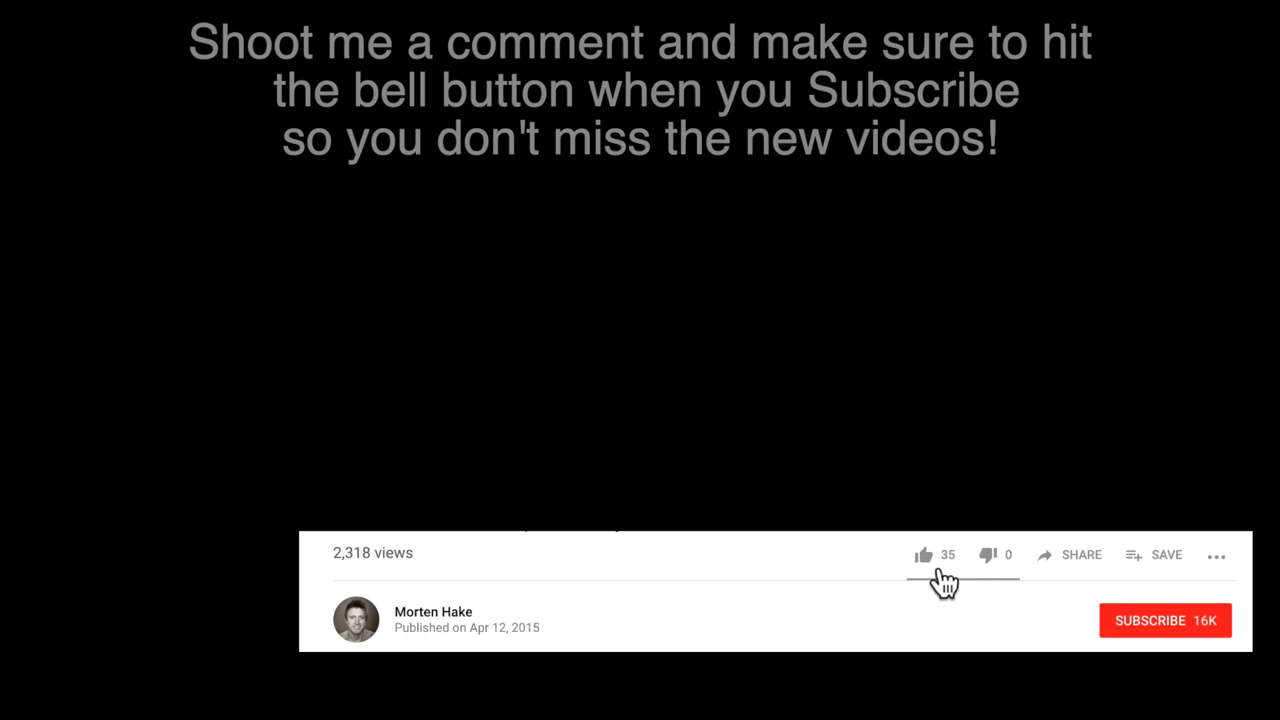 Shoot me a comment and make sure to hit
the bell button when you Subscribe
so you don't miss the new videos!
2,318 views
35
0
SHARE
SAVE
Morten Hake
SUBSCRIBE 16K
Published on Apr 12, 2015